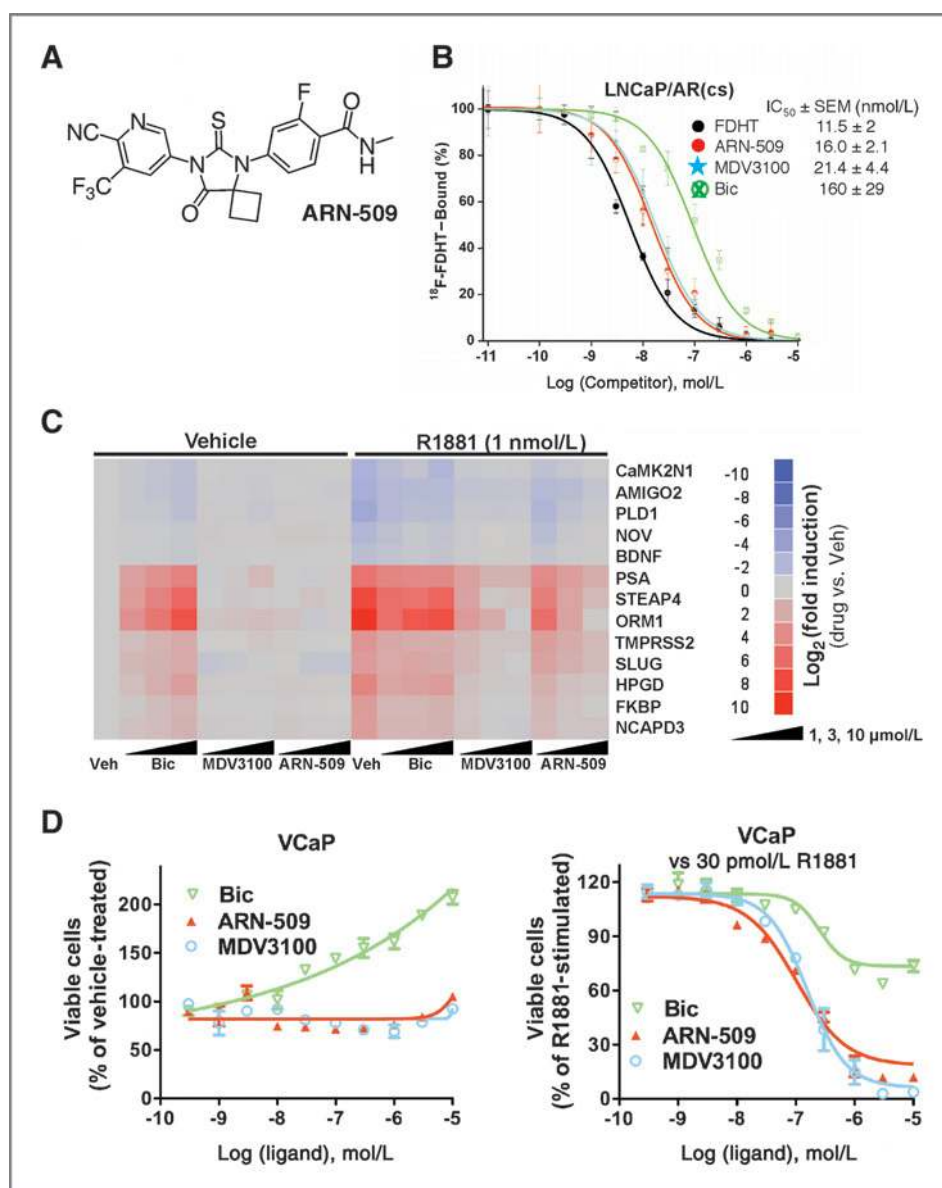 A
NC
N
F3C
N
S
N
O
F
O
N
H
ARN-509
B
LNCaP/AR(cs)
IC50 ± SEM (nmol/L)
FDHT 11.5 ± 2
ARN-509 16.0 ± 2.1
MDV3100 21.4 ± 4.4
Bic 160 ± 29
18F-FDHT–Bound (%)
100
80
60
40
20
0
-11 -10 -9 -8 -7 -6 -5
Log (Competitor), mol/L
C
Vehicle R1881 (1 nmol/L)
CaMK2N1
AMIGO2
PLD1
NOV
BDNF
PSA
STEAP4
ORM1
TMPRSS2
SLUG
HPGD
FKBP
NCAPD3
-10
-8
-6
-4
-2
0
2
4
6
8
10
Log2 (fold induction)
(drug vs. Veh)
1, 3, 10 µmol/L
Veh Bic MDV3100 ARN-509 Veh Bic MDV3100 ARN-509
D
VCaP
Bic
ARN-509
MDV3100
Viable cells
(% of vehicle-treated)
200
150
100
50
0
-10 -9 -8 -7 -6 -5
Log (ligand), mol/L
VCaP
vs 30 pmol/L R1881
Viable cells
(% of R1881-stimulated)
120
90
60
30
0
Bic
ARN-509
MDV3100
-10 -9 -8 -7 -6 -5
Log (ligand), mol/L